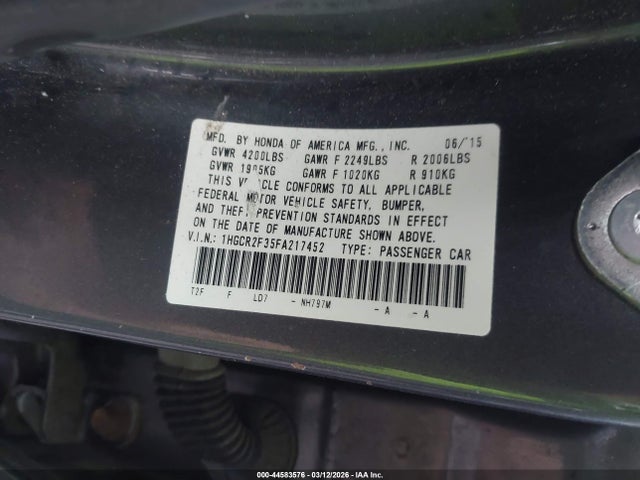 MFD. BY HONDA OF AMERICA MFG., INC. 06/15
GVWR 4200LBS GAWR F 2249LBS R 2006LBS
GVWR 1905KG GAWR F 1020KG R 910KG
THIS VEHICLE CONFORMS TO ALL APPLICABLE
FEDERAL MOTOR VEHICLE SAFETY, BUMPER,
AND THEFT PREVENTION STANDARDS IN EFFECT
ON THE DATE OF MANUFACTURE SHOWN ABOVE.
V.I.N.: 1HGCR2F35FA217452 TYPE: PASSENGER CAR
T2F F LD7 - NH797M - A - A
000-44583576 | 03/12/2026 | IAA Inc.